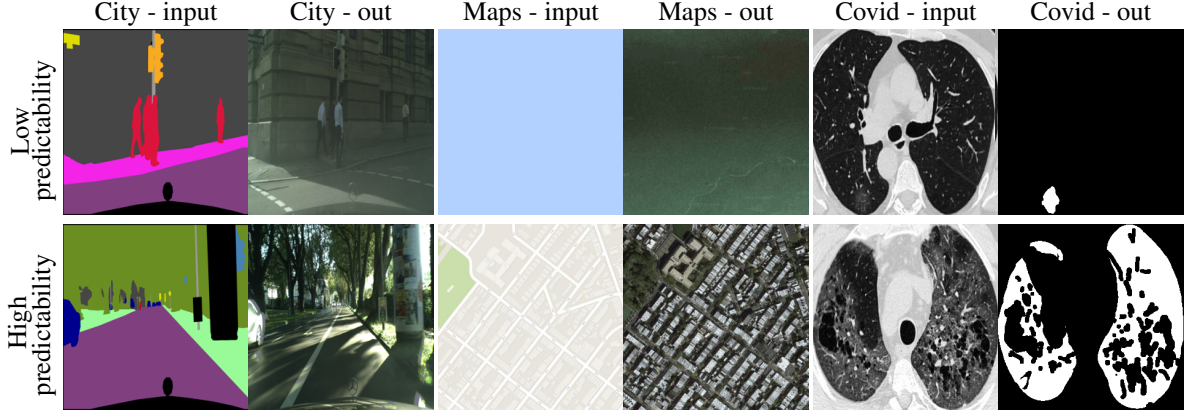 City - input City - out Maps - input Maps - out Covid - input Covid - out
Low
predictability
High
predictability